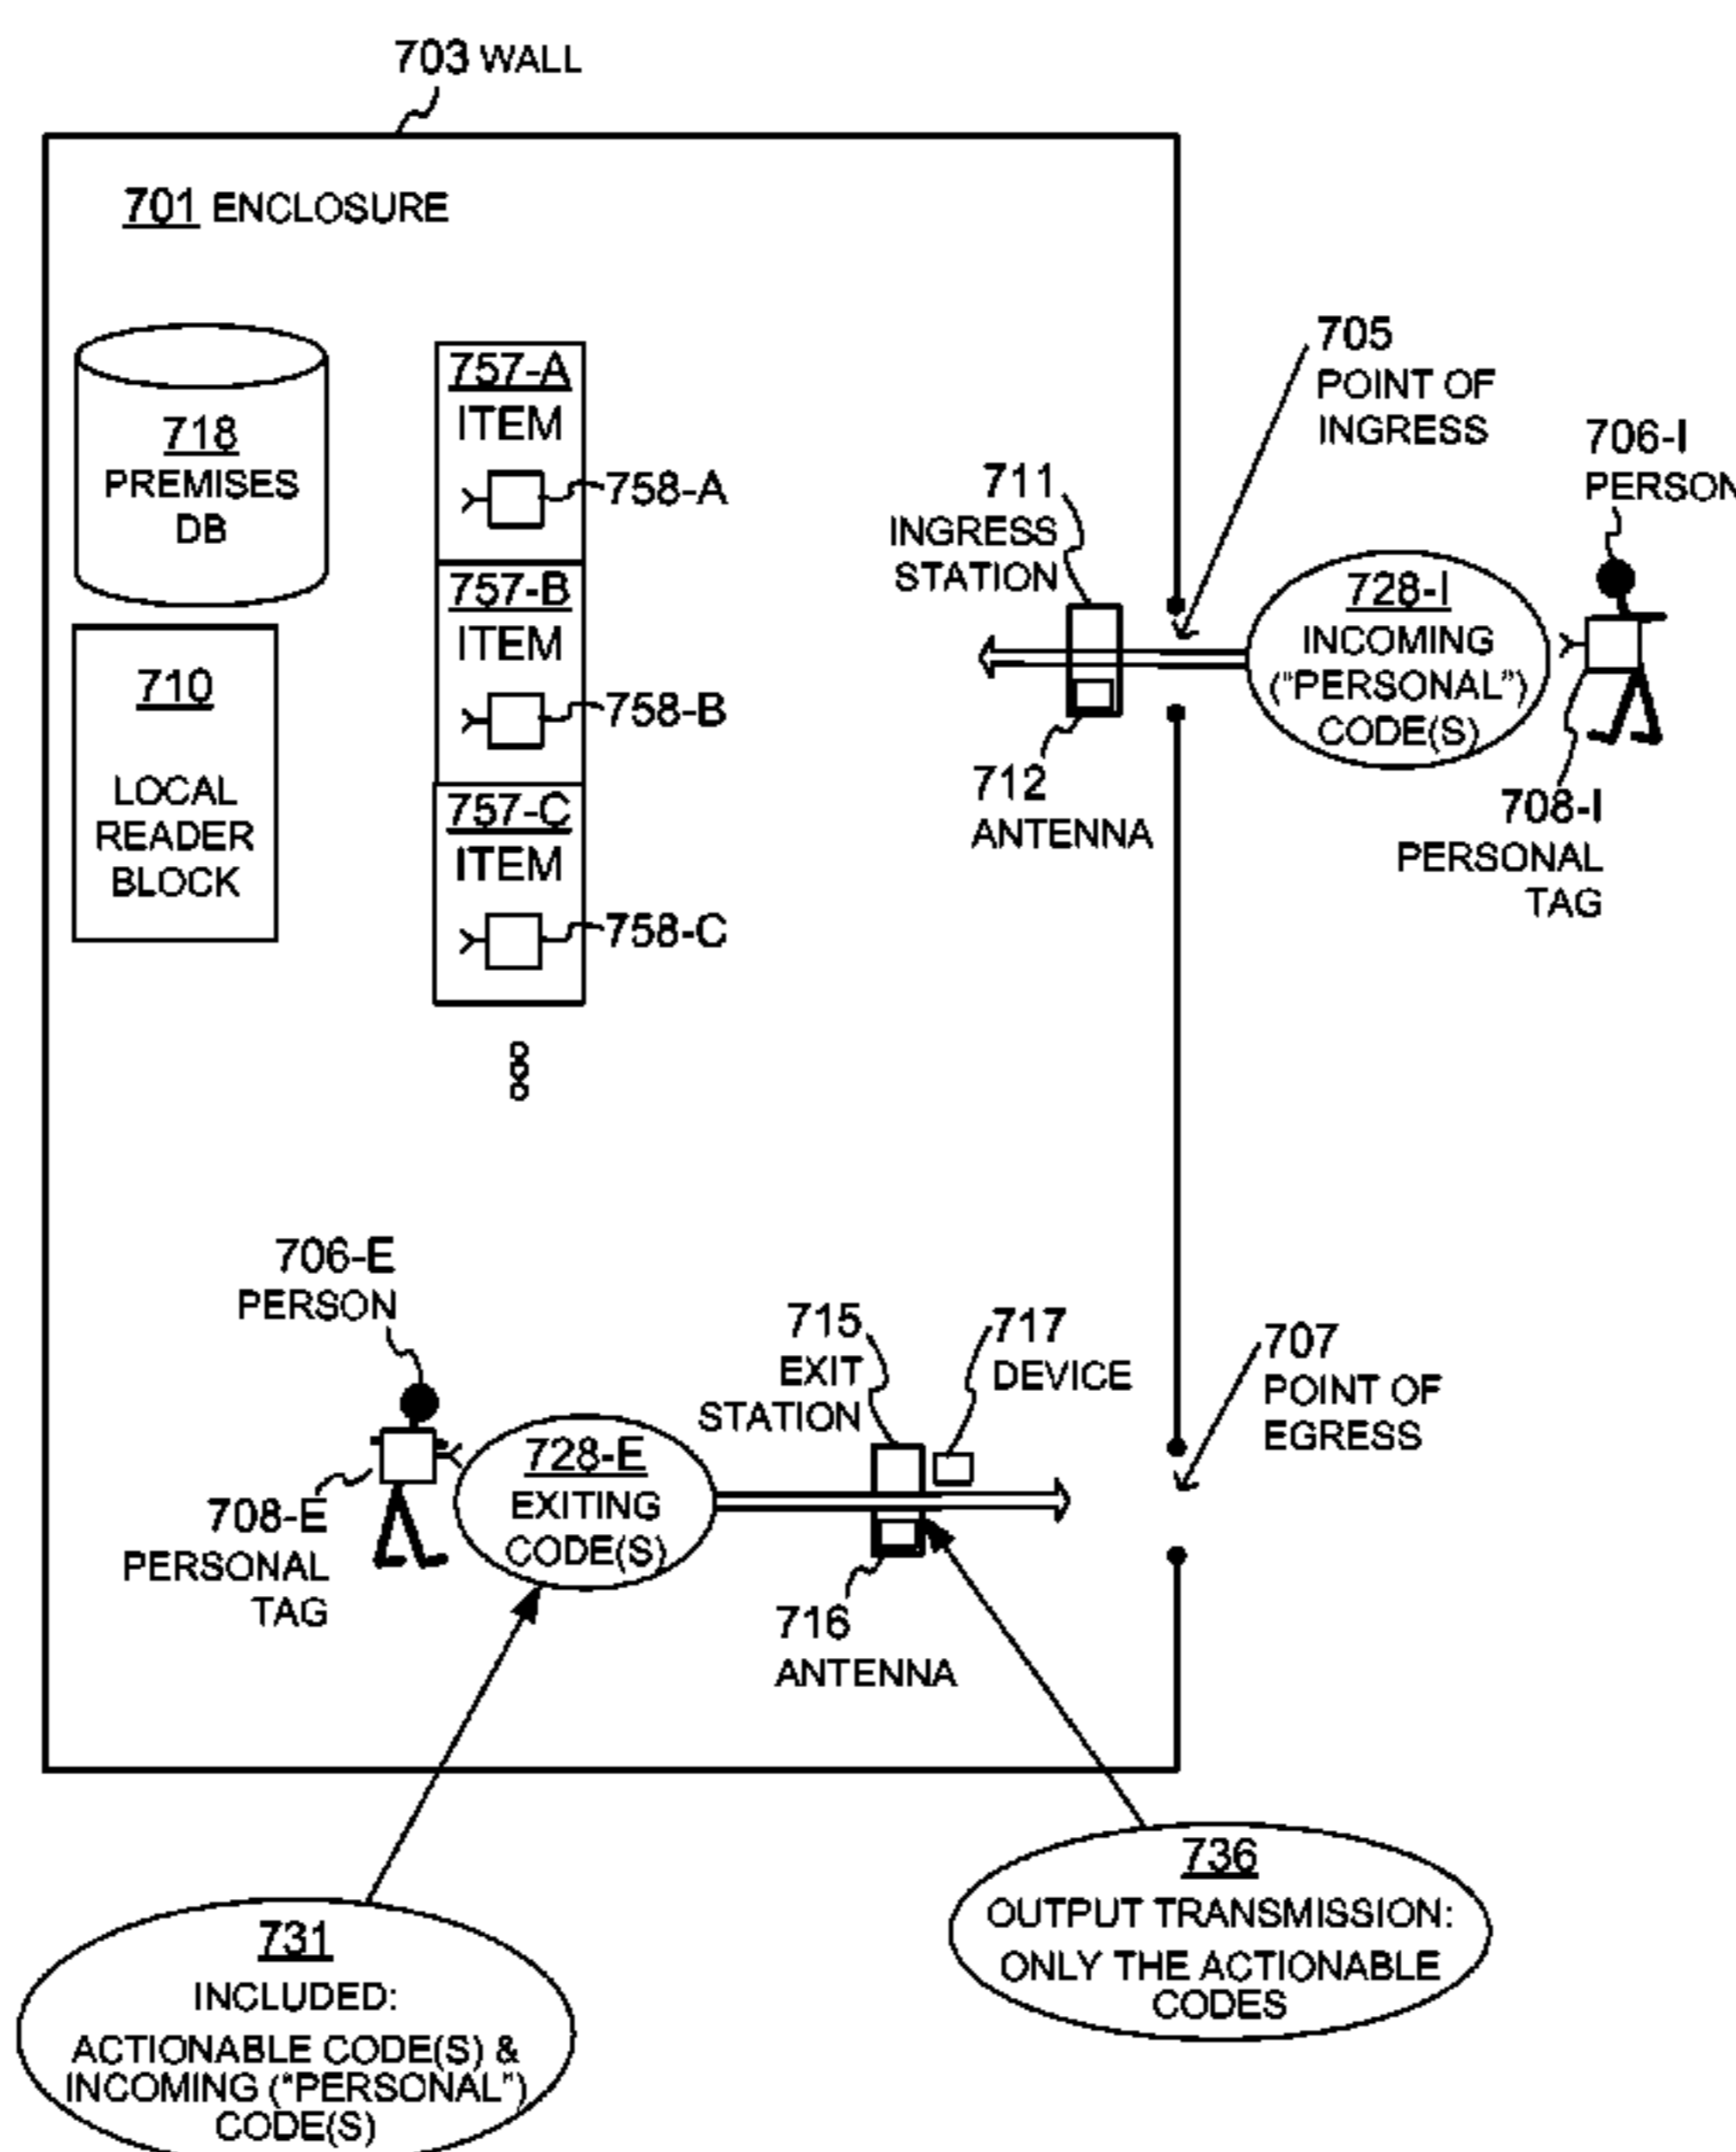 703 WALL
701 ENCLOSURE
718
PREMISES
DB
710
LOCAL
READER
BLOCK
757-A
ITEM
758-A
757-B
ITEM
758-B
757-C
ITEM
758-C
711
INGRESS
STATION
712
ANTENNA
705
POINT OF
INGRESS
706-I
PERSON
728-I
INCOMING
("PERSONAL")
CODE(S)
708-I
PERSONAL
TAG
706-E
PERSON
708-E
PERSONAL
TAG
728-E
EXITING
CODE(S)
715
EXIT
STATION
717
DEVICE
716
ANTENNA
707
POINT OF
EGRESS
731
INCLUDED:
ACTIONABLE CODE(S) &
INCOMING ("PERSONAL")
CODE(S)
736
OUTPUT TRANSMISSION:
ONLY THE ACTIONABLE
CODES